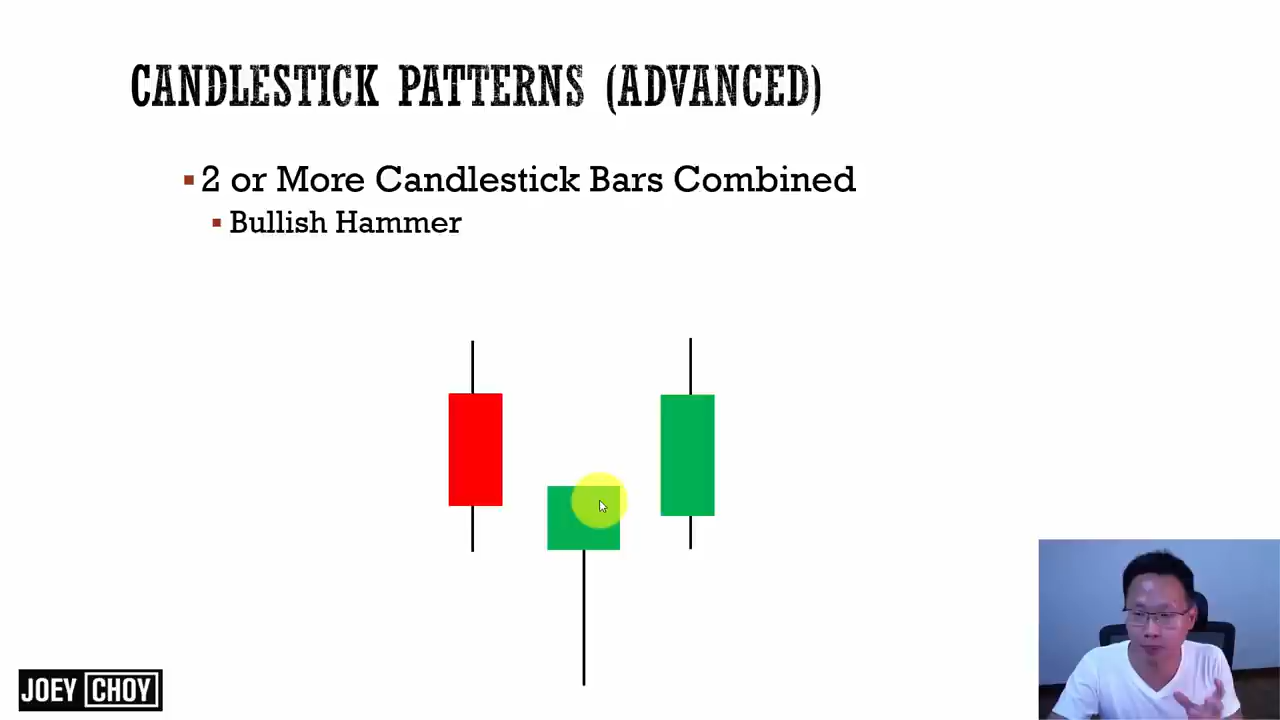 CANDLESTICK PATTERNS (ADVANCED)
2 or More Candlestick Bars Combined
Bullish Hammer
JOEY CHOY